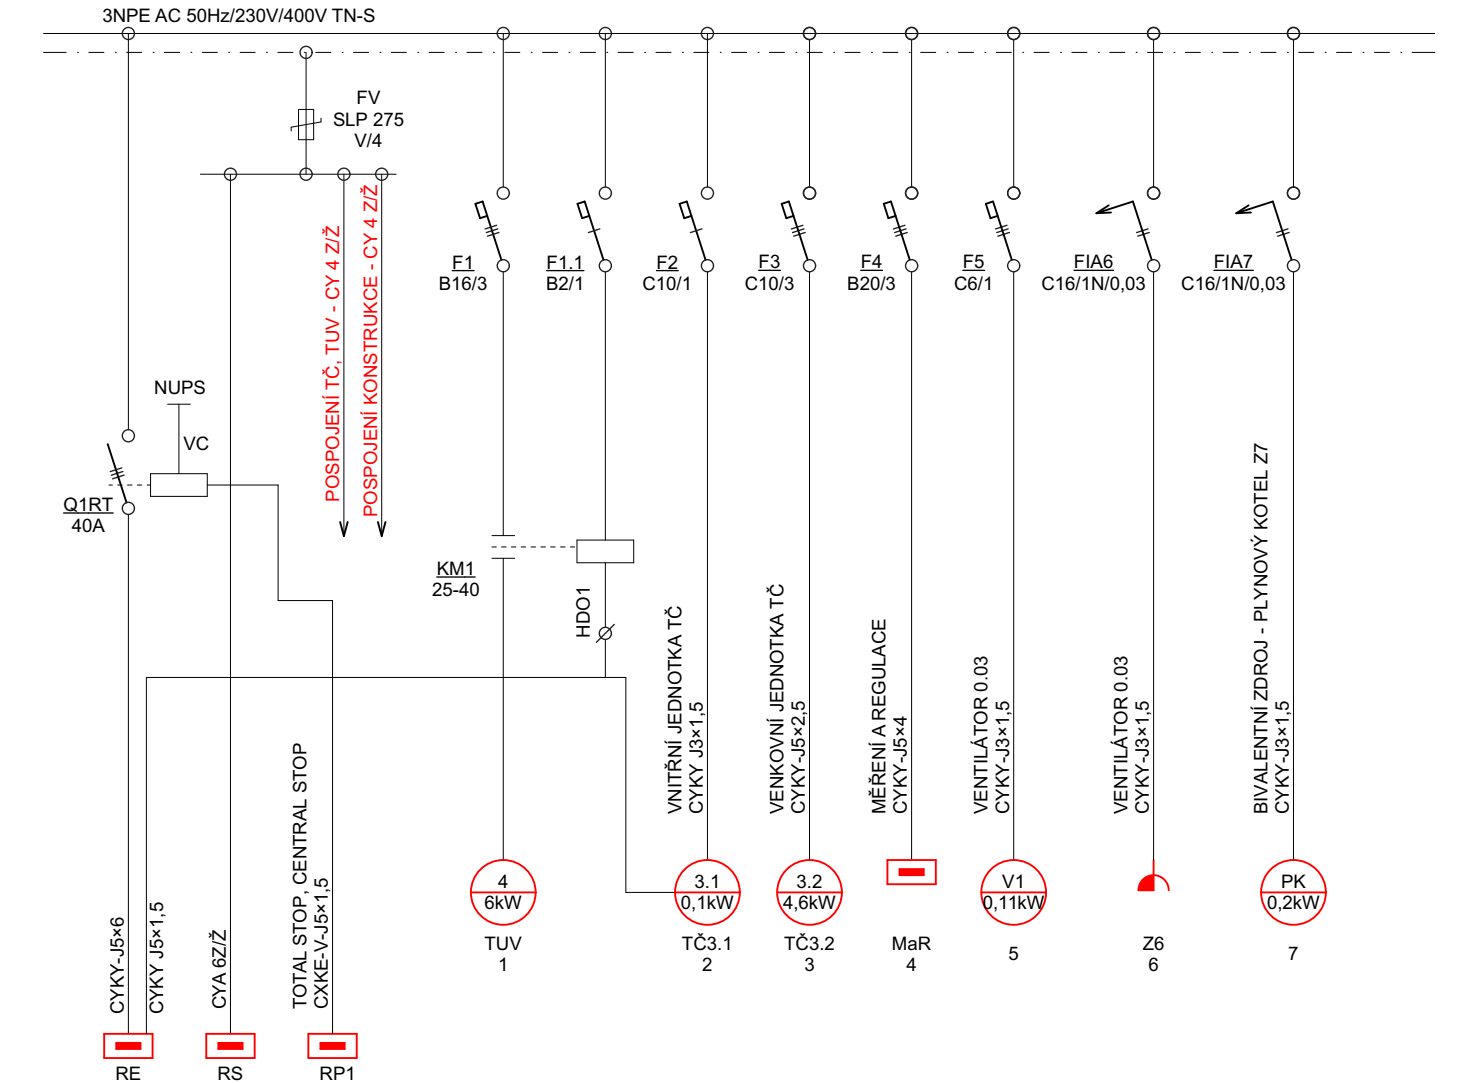 3NPE AC 50Hz/230V/400V TN-S
FV
SLP 275
V/4
POSPOJENÍ TČ, TUV - CY 4 Z/Ž
POSPOJENÍ KONSTRUKCE - CY 4 Z/Ž
F1
B16/3
F1.1
B2/1
F2
C10/1
F3
C10/3
F4
B20/3
F5
C6/1
FIA6
C16/1N/0,03
FIA7
C16/1N/0,03
NUPS
VC
Q1RT
40A
KM1
25-40
HDO1
VNITŘNÍ JEDNOTKA TČ
CYKY J3×1,5
VENKOVNÍ JEDNOTKA TČ
CYKY-J5×2,5
MĚŘENÍ A REGULACE
CYKY-J5×4
VENTILÁTOR 0.03
CYKY-J3×1,5
VENTILÁTOR 0.03
CYKY-J3×1,5
BIVALENTNÍ ZDROJ - PLYNOVÝ KOTEL Z7
CYKY-J3×1,5
CYKY-J5×6
CYKY J5×1,5
CYA 6Z/Ž
TOTAL STOP, CENTRAL STOP
CXKE-V-J5×1,5
4
6kW
TUV
1
3.1
0,1kW
TČ3.1
2
3.2
4,6kW
TČ3.2
3
MaR
4
V1
0,11kW
5
Z6
6
PK
0,2kW
7
RE
RS
RP1